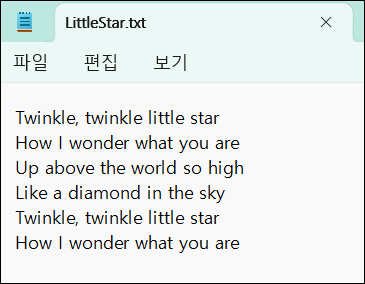 LittleStar.txt
파일 편집 보기
Twinkle, twinkle little star
How I wonder what you are
Up above the world so high
Like a diamond in the sky
Twinkle, twinkle little star
How I wonder what you are